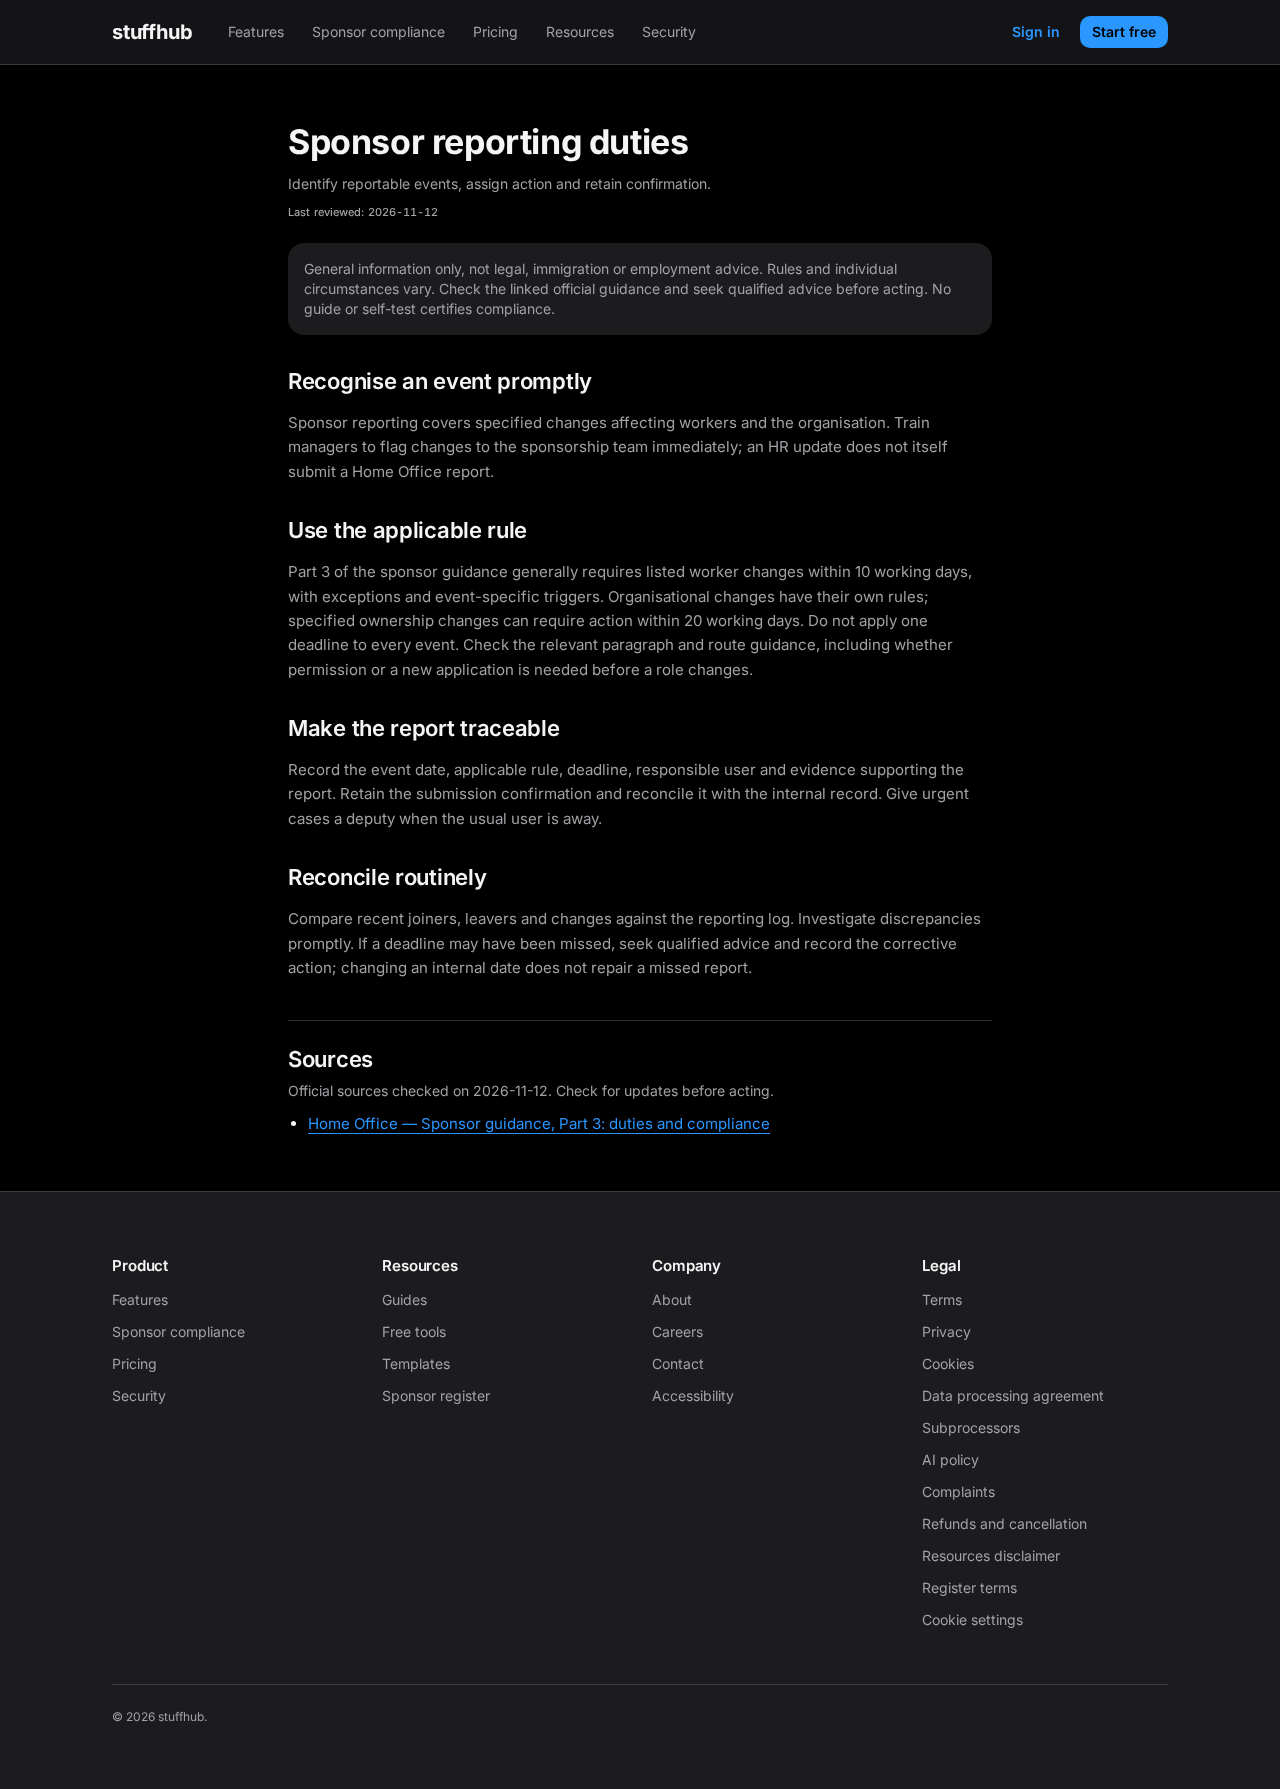 stuffhub
Features
Sponsor compliance
Pricing
Resources
Security
Sign in
Start free
Sponsor reporting duties
Identify reportable events, assign action and retain confirmation.
Last reviewed: 2026-11-12
General information only, not legal, immigration or employment advice. Rules and individual
circumstances vary. Check the linked official guidance and seek qualified advice before acting. No
guide or self-test certifies compliance.
Recognise an event promptly
Sponsor reporting covers specified changes affecting workers and the organisation. Train
managers to flag changes to the sponsorship team immediately; an HR update does not itself
submit a Home Office report.
Use the applicable rule
Part 3 of the sponsor guidance generally requires listed worker changes within 10 working days,
with exceptions and event-specific triggers. Organisational changes have their own rules;
specified ownership changes can require action within 20 working days. Do not apply one
deadline to every event. Check the relevant paragraph and route guidance, including whether
permission or a new application is needed before a role changes.
Make the report traceable
Record the event date, applicable rule, deadline, responsible user and evidence supporting the
report. Retain the submission confirmation and reconcile it with the internal record. Give urgent
cases a deputy when the usual user is away.
Reconcile routinely
Compare recent joiners, leavers and changes against the reporting log. Investigate discrepancies
promptly. If a deadline may have been missed, seek qualified advice and record the corrective
action; changing an internal date does not repair a missed report.
Sources
Official sources checked on 2026-11-12. Check for updates before acting.
• Home Office — Sponsor guidance, Part 3: duties and compliance
Product
Features
Sponsor compliance
Pricing
Security
Resources
Guides
Free tools
Templates
Sponsor register
Company
About
Careers
Contact
Accessibility
Legal
Terms
Privacy
Cookies
Data processing agreement
Subprocessors
AI policy
Complaints
Refunds and cancellation
Resources disclaimer
Register terms
Cookie settings
© 2026 stuffhub.